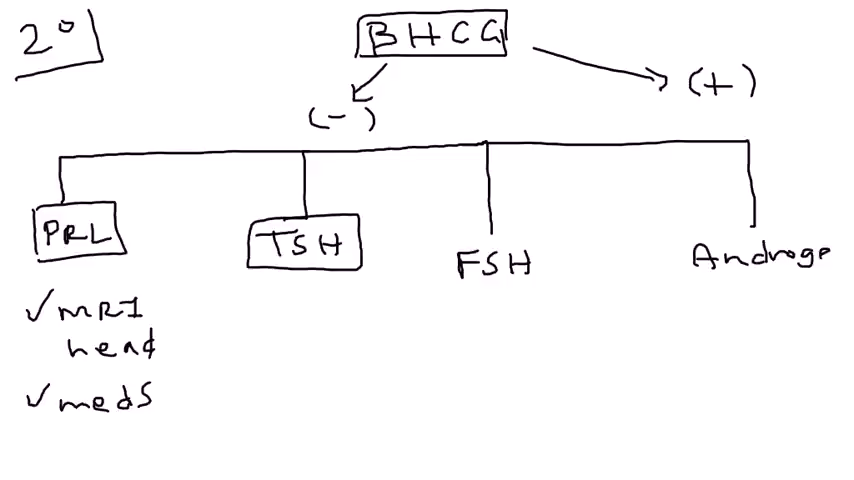 2°
BHCG
(-)
(+)
PRL
TSH
FSH
Androge
✓ MRI
head
✓ meds